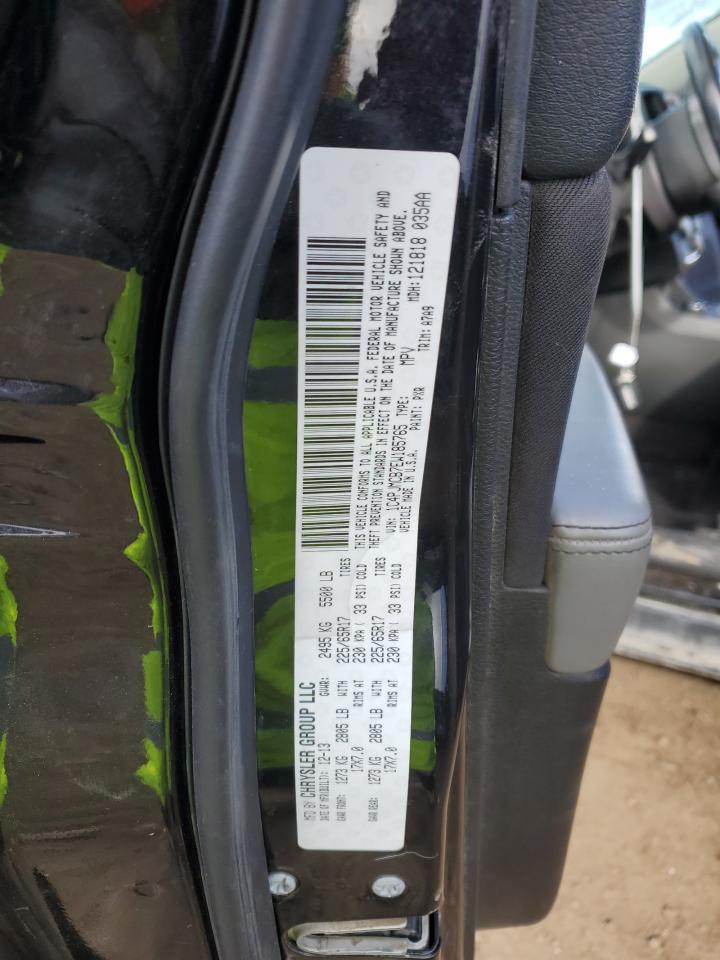 MFD BY CHRYSLER GROUP LLC
DATE OF MFR(BUILT): 12-13 GVWR: 2495 KG 5500 LB
GAWR FRONT: 1273 KG 2805 LB WITH 225/65R17 TIRES
17X7.0 RIMS AT 230 KPA ( 33 PSI) COLD
GAWR REAR: 1273 KG 2805 LB WITH 225/65R17 TIRES
17X7.0 RIMS AT 230 KPA ( 33 PSI) COLD
THIS VEHICLE CONFORMS TO ALL APPLICABLE U.S.A. FEDERAL MOTOR VEHICLE SAFETY AND
THEFT PREVENTION STANDARDS IN EFFECT ON THE DATE OF MANUFACTURE SHOWN ABOVE.
VIN: 1C4PJMCB7EW185765 TYPE: MPV MDH:121818 035AA
VEHICLE MADE IN U.S.A. PAINT: PXR TRIM: A7A9